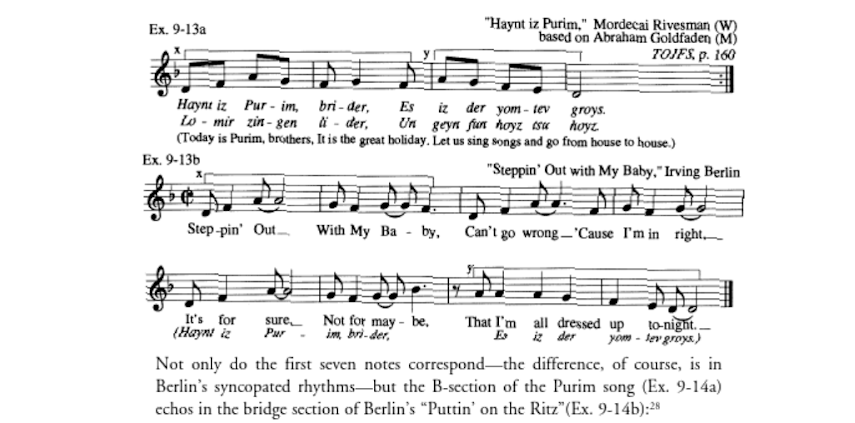 Ex. 9-13a
"Haynt iz Purim," Mordecai Rivesman (W)
based on Abraham Goldfaden (M)
TOJFS, p. 160
x
y
Haynt iz Pur - im, bri - der, Es iz der yom - tev groys.
Lo - mir zin - gen li - der, Un geyn fun hoyz tsu hoyz.
(Today is Purim, brothers, It is the great holiday. Let us sing songs and go from house to house.)
Ex. 9-13b
"Steppin' Out with My Baby," Irving Berlin
x
Step - pin' Out With My Ba - by, Can't go wrong 'Cause I'm in right,
y
It's for sure, Not for may - be, That I'm all dressed up to-night.
(Haynt iz Pur - im, bri - der, Es iz der yom - tev groys.)
Not only do the first seven notes correspond—the difference, of course, is in
Berlin's syncopated rhythms—but the B-section of the Purim song (Ex. 9-14a)
echos in the bridge section of Berlin's "Puttin' on the Ritz"(Ex. 9-14b):28